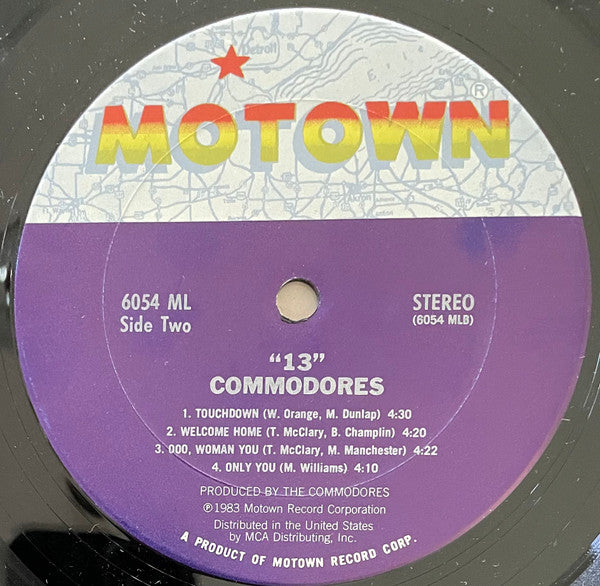 Detroit
MOTOWN®
6054 ML
Side Two
STEREO
(6054 MLB)
"13"
COMMODORES
1. TOUCHDOWN (W. Orange, M. Dunlap) 4:30
2. WELCOME HOME (T. McClary, B. Champlin) 4:20
3. OOO, WOMAN YOU (T. McClary, M. Manchester) 4:22
4. ONLY YOU (M. Williams) 4:10
PRODUCED BY THE COMMODORES
℗1983 Motown Record Corporation
Distributed in the United States
by MCA Distributing, Inc.
A PRODUCT OF MOTOWN RECORD CORP.